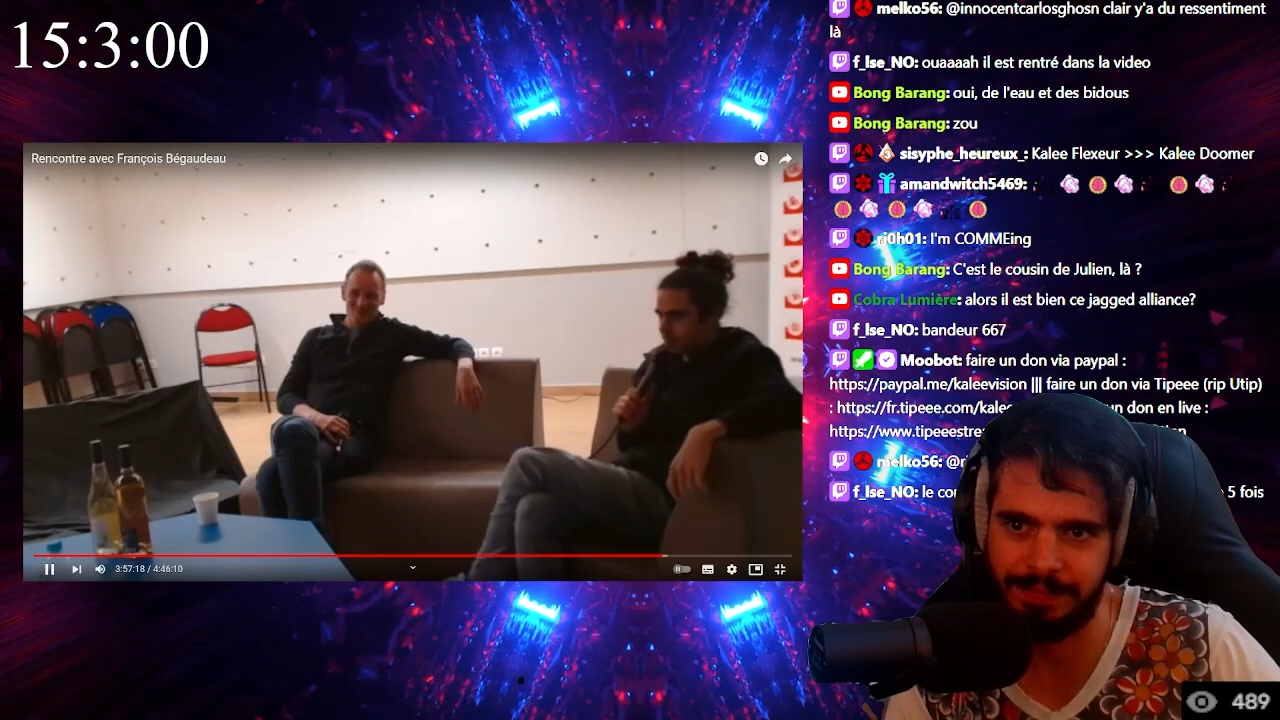 15:3:00
Rencontre avec François Bégaudeau
3:57:18 / 4:46:10
melko56: @innocentcarlosghosn clair y'a du ressentiment
là
f_lse_NO: ouaaaah il est rentré dans la video
Bong Barang: oui, de l'eau et des bidous
Bong Barang: zou
sisyphe_heureux_: Kalee Flexeur >>> Kalee Doomer
amandwitch5469:
rj0h01: I'm COMMEing
Bong Barang: C'est le cousin de Julien, là ?
Cobra Lumière: alors il est bien ce jagged alliance?
f_lse_NO: bandeur 667
Moobot: faire un don via paypal :
https://paypal.me/kaleevision ||| faire un don via Tipeee (rip Utip)
: https://fr.tipeee.com/kalee un don en live :
https://www.tipeeestre
melko56:
f_lse_NO: le 5 fois
489